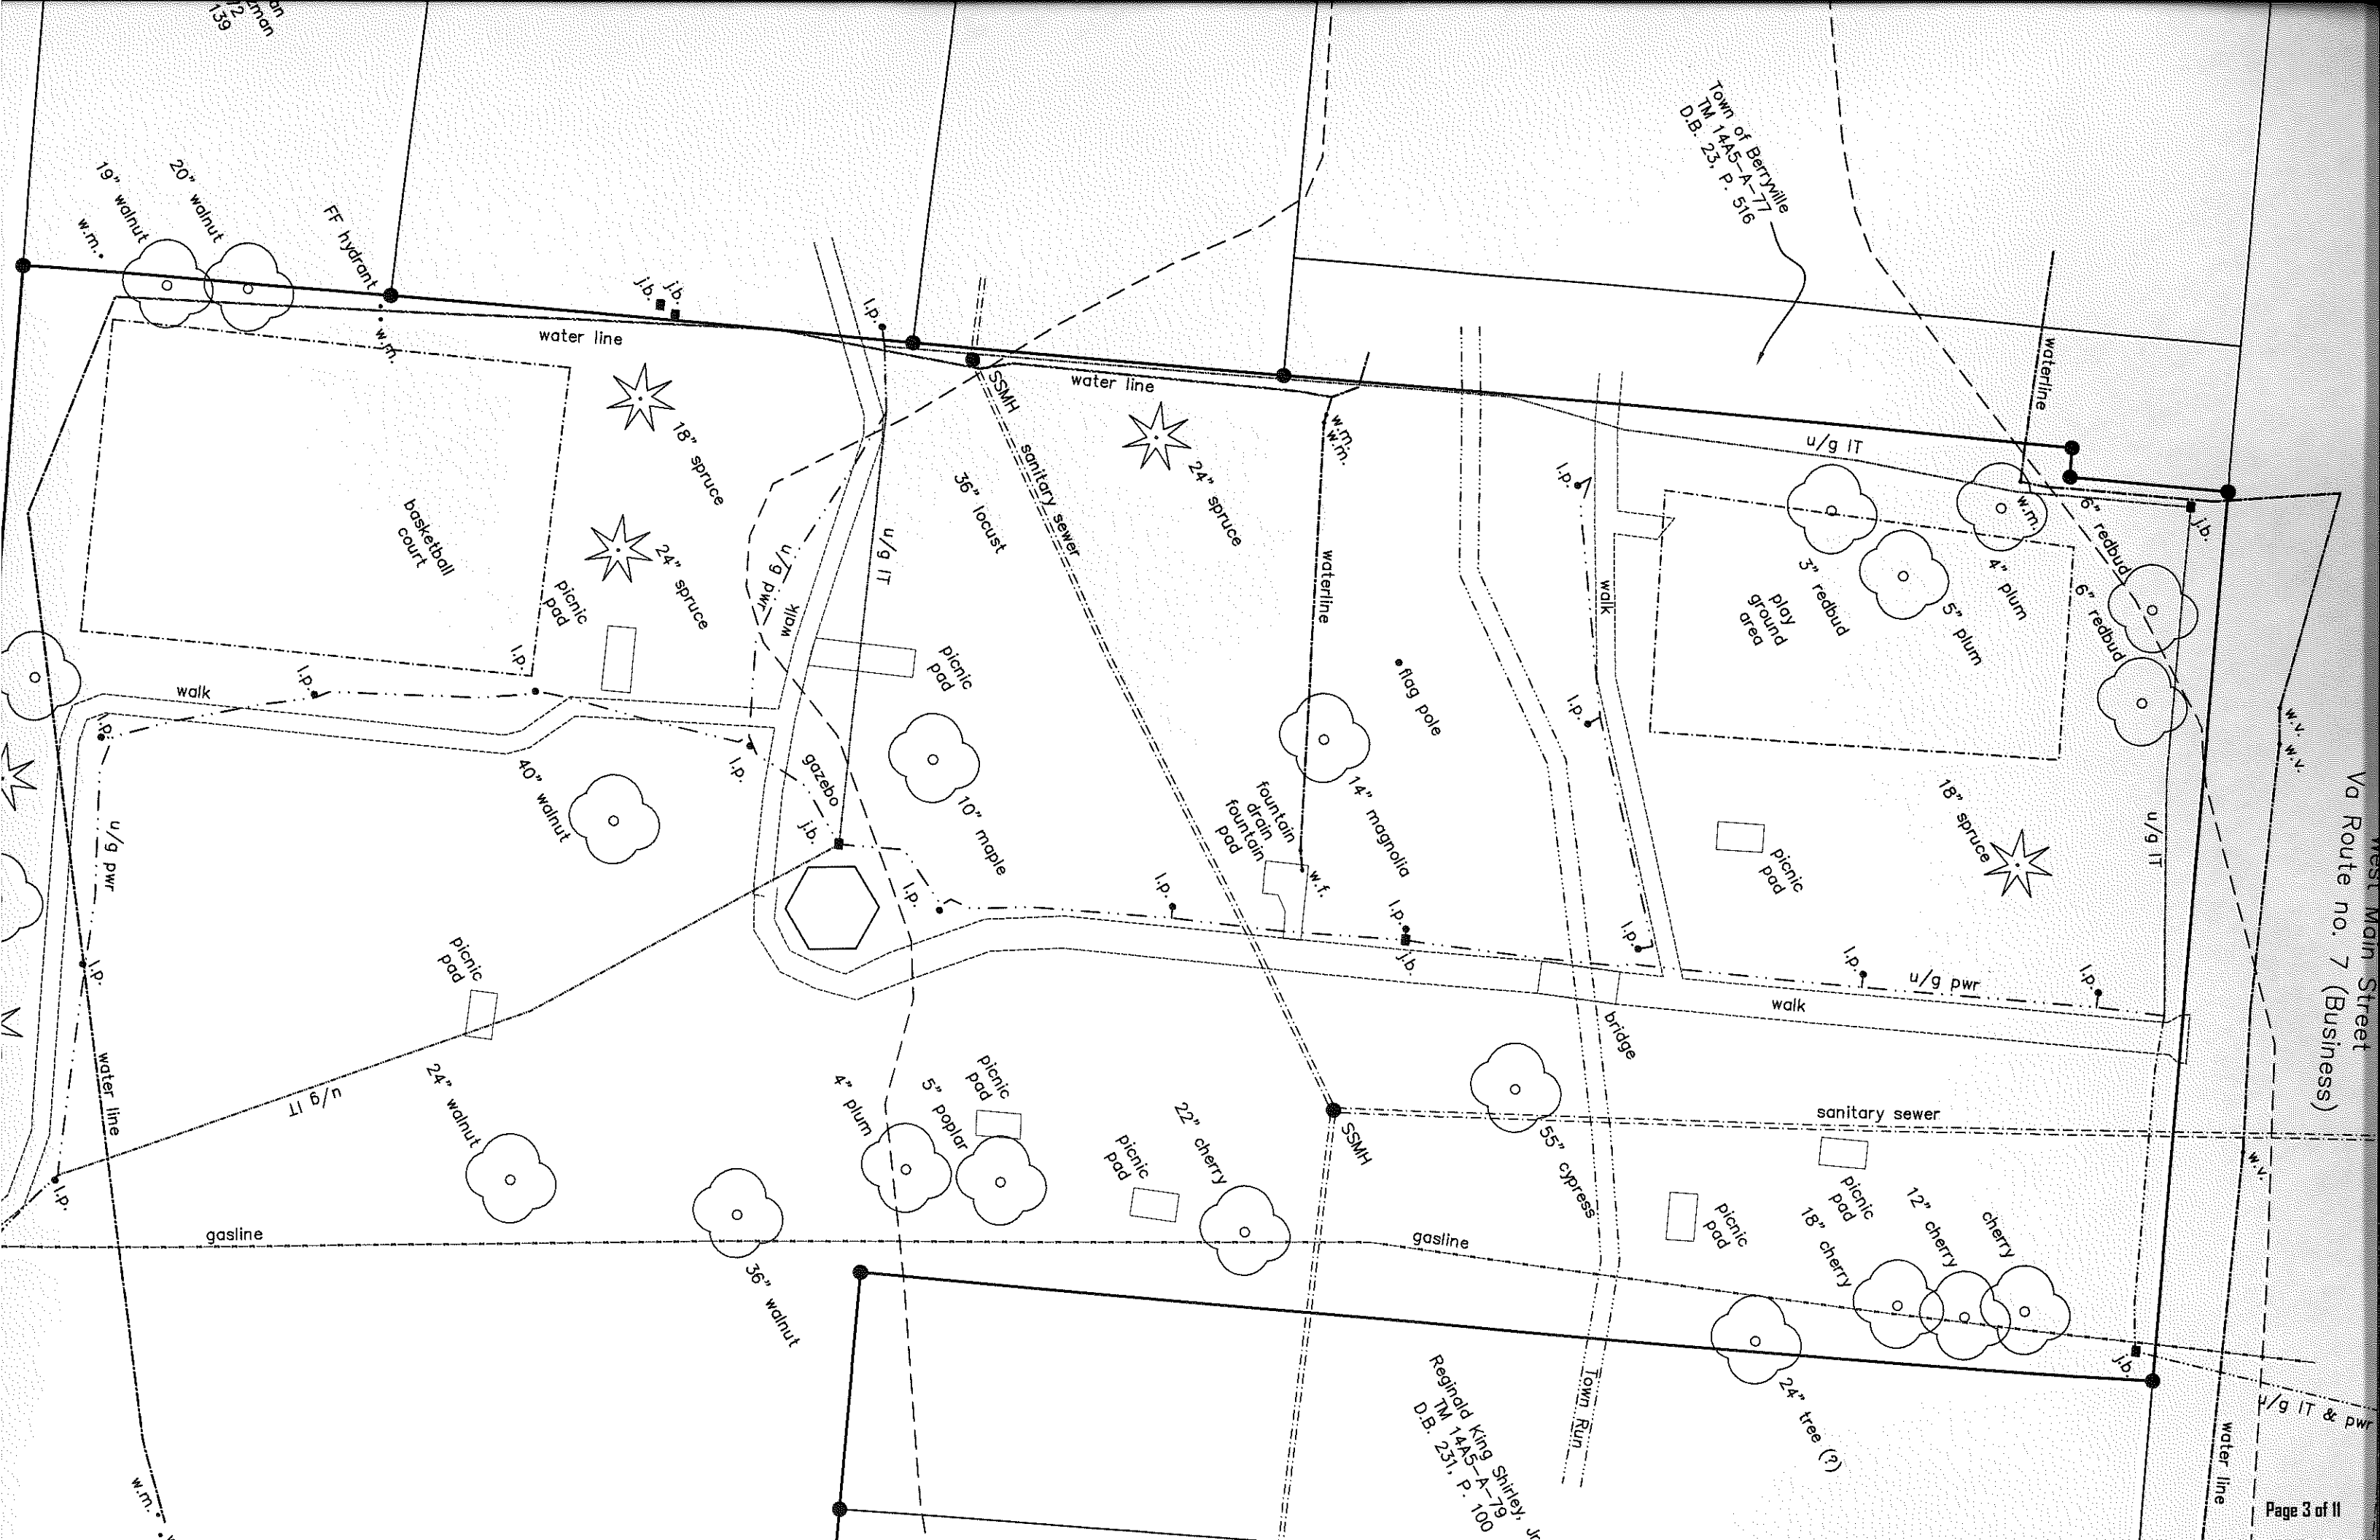 139
Town of Berryville
TM 14A5-A-77
D.B. 23, P. 516
19" walnut
20" walnut
w.m.
FF hydrant
w.m.
j.b.
j.b.
l.p.
water line
SSMH
water line
waterline
u/g IT
w.m.
w.m.
18" spruce
24" spruce
36" locust
sanitary sewer
24" spruce
l.p.
w.m.
6" redbud
j.b.
basketball
court
picnic
pad
u/g pwr
walk
u/g IT
waterline
walk
3" redbud
5" plum
4" plum
6" redbud
play
ground
area
picnic
pad
flag pole
l.p.
l.p.
walk
l.p.
l.p.
l.p.
w.v.
w.v.
40" walnut
gazebo
j.b.
10" maple
14" magnolia
fountain
drain
fountain
pad
w.f.
18" spruce
picnic
pad
u/g IT
West Main Street
Va Route no. 7 (Business)
u/g pwr
l.p.
l.p.
l.p.
l.p.
j.b.
l.p.
l.p.
l.p.
u/g pwr
walk
picnic
pad
bridge
water line
u/g IT
24" walnut
4" plum
5" poplar
picnic
pad
22" cherry
picnic
pad
SSMH
55" cypress
sanitary sewer
w.v.
l.p.
picnic
pad
picnic
pad
18" cherry
12" cherry
cherry
gasline
gasline
36" walnut
j.b.
24" tree (?)
Town Run
Reginald King Shirley, Jr
TM 14A5-A-79
D.B. 231, P. 100
u/g IT & pwr
water line
w.m.
Page 3 of 11